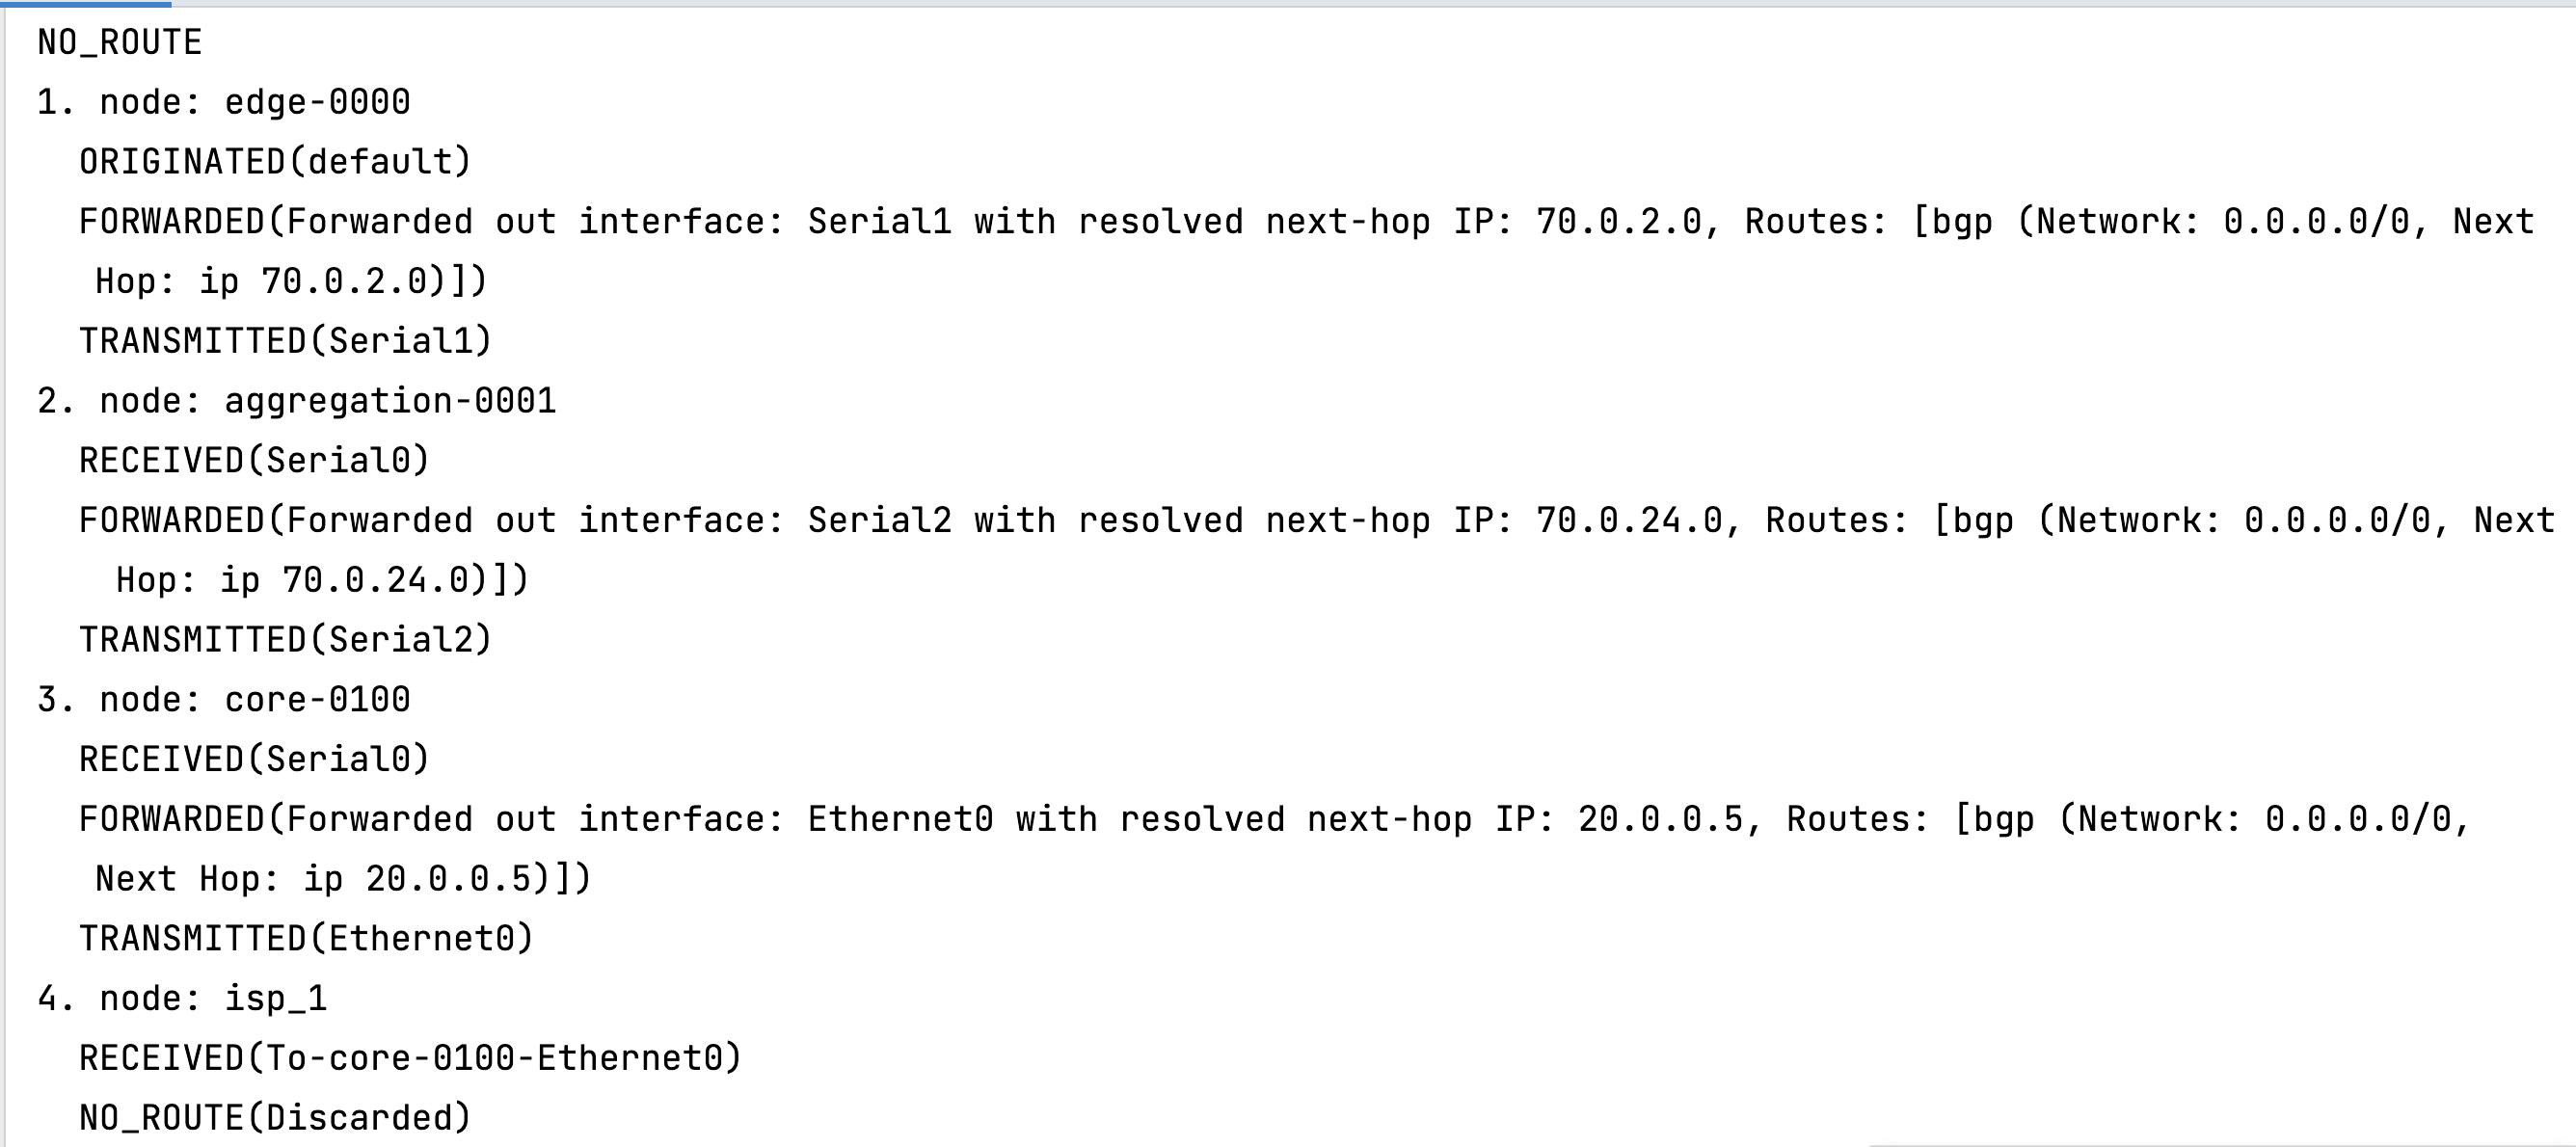 NO_ROUTE
1. node: edge-0000
ORIGINATED(default)
FORWARDED(Forwarded out interface: Serial1 with resolved next-hop IP: 70.0.2.0, Routes: [bgp (Network: 0.0.0.0/0, Next
Hop: ip 70.0.2.0)])
TRANSMITTED(Serial1)
2. node: aggregation-0001
RECEIVED(Serial0)
FORWARDED(Forwarded out interface: Serial2 with resolved next-hop IP: 70.0.24.0, Routes: [bgp (Network: 0.0.0.0/0, Next
Hop: ip 70.0.24.0)])
TRANSMITTED(Serial2)
3. node: core-0100
RECEIVED(Serial0)
FORWARDED(Forwarded out interface: Ethernet0 with resolved next-hop IP: 20.0.0.5, Routes: [bgp (Network: 0.0.0.0/0,
Next Hop: ip 20.0.0.5)])
TRANSMITTED(Ethernet0)
4. node: isp_1
RECEIVED(To-core-0100-Ethernet0)
NO_ROUTE(Discarded)